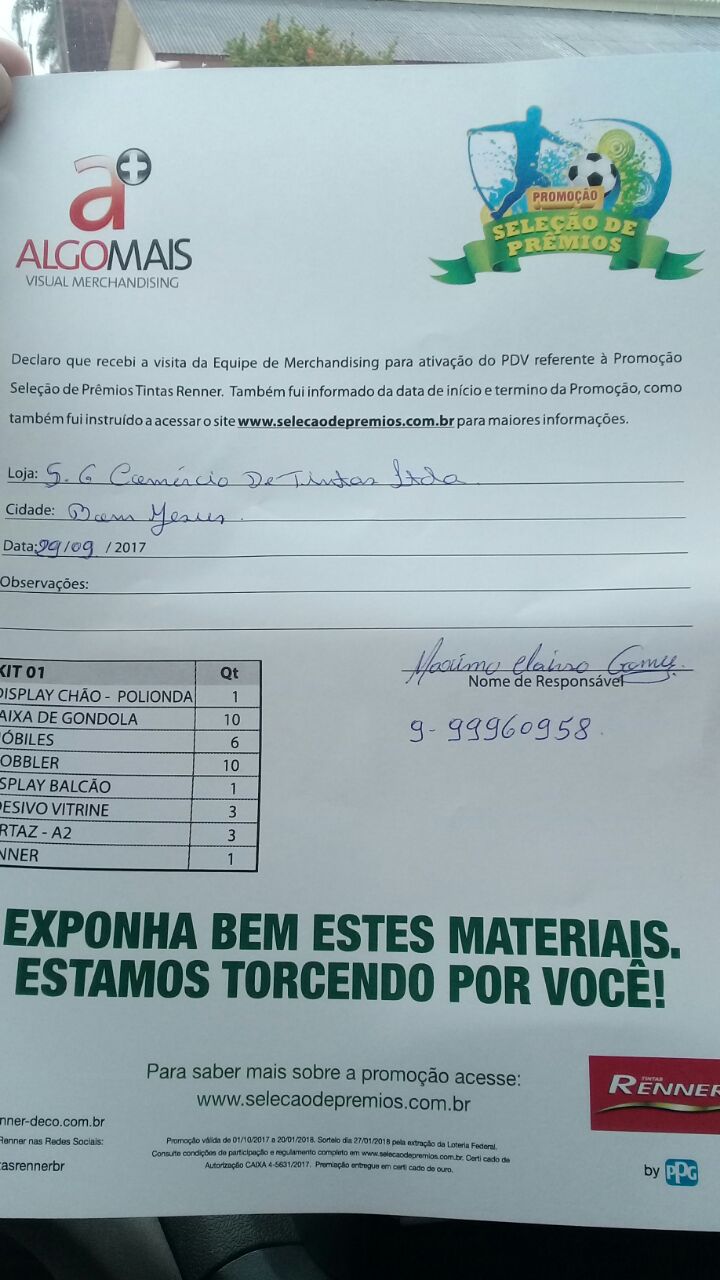 a+
ALGOMAIS
VISUAL MERCHANDISING
PROMOÇÃO
SELEÇÃO DE
PRÊMIOS
Declaro que recebi a visita da Equipe de Merchandising para ativação do PDV referente à Promoção
Seleção de Prêmios Tintas Renner. Também fui informado da data de início e termino da Promoção, como
também fui instruído a acessar o site www.selecaodepremios.com.br para maiores informações.
Loja: S.G Comércio De Tintas Ltda
Cidade: Bom Jesus
Data: 29/09 / 2017
Observações:
KIT 01 Qt
DISPLAY CHÃO - POLIONDA 1
AIXA DE GONDOLA 10
ÓBILES 6
OBBLER 10
SPLAY BALCÃO 1
DESIVO VITRINE 3
RTAZ - A2 3
NNER 1
Nome de Responsável
9-99960958.
EXPONHA BEM ESTES MATERIAIS.
ESTAMOS TORCENDO POR VOCÊ!
Para saber mais sobre a promoção acesse:
www.selecaodepremios.com.br
TINTAS
RENNER
nner-deco.com.br
Renner nas Redes Sociais:
tasrennerbr
Promoção válida de 01/10/2017 a 20/01/2018. Sorteio dia 27/01/2018 pela extração da Loteria Federal.
Consulte condições de participação e regulamento completo em www.selecaodepremios.com.br. Certi cado de
Autorização CAIXA 4-5631/2017. Premiação entregue em certi cado de ouro.
by PPG